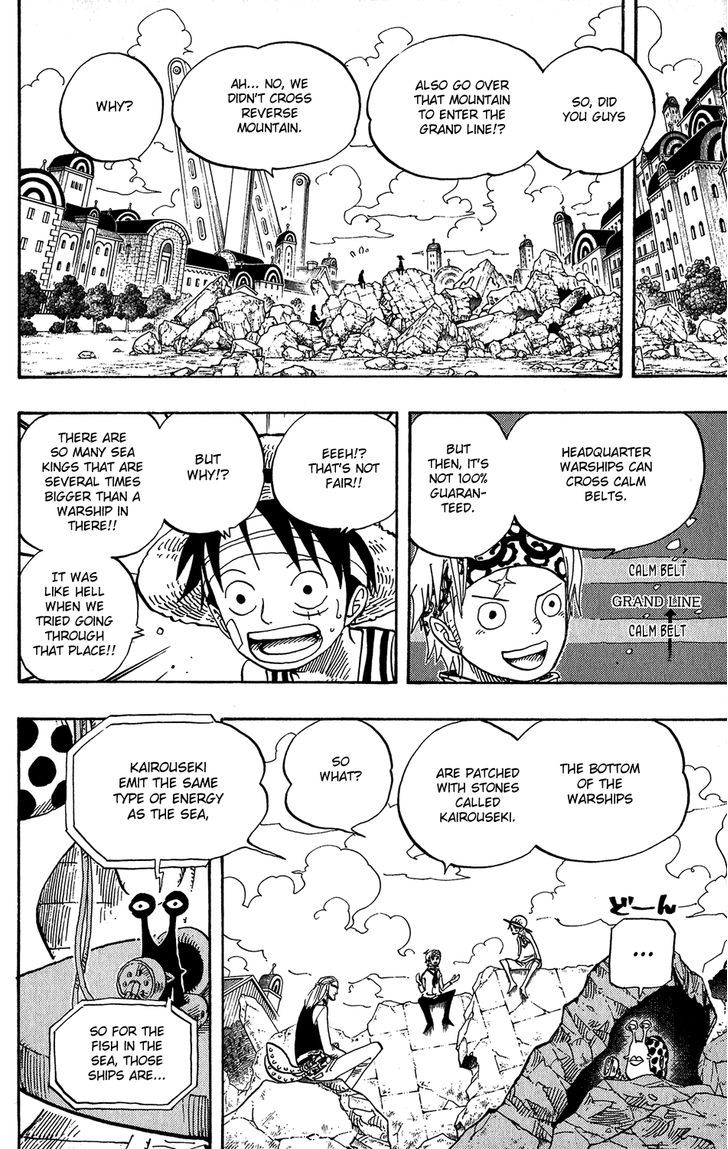 SO, DID
YOU GUYS
ALSO GO OVER
THAT MOUNTAIN
TO ENTER THE
GRAND LINE!?
AH... NO, WE
DIDN'T CROSS
REVERSE
MOUNTAIN.
WHY?
HEADQUARTER
WARSHIPS CAN
CROSS CALM
BELTS.
BUT
THEN, IT'S
NOT 100%
GUARAN-
TEED.
CALM BELT
GRAND LINE
CALM BELT
EEEH!?
THAT'S NOT
FAIR!!
BUT
WHY!?
THERE ARE
SO MANY SEA
KINGS THAT ARE
SEVERAL TIMES
BIGGER THAN A
WARSHIP IN
THERE!!
IT WAS
LIKE HELL
WHEN WE
TRIED GOING
THROUGH
THAT PLACE!!
THE BOTTOM
OF THE
WARSHIPS
ARE PATCHED
WITH STONES
CALLED
KAIROUSEKI.
SO
WHAT?
どーん
...
KAIROUSEKI
EMIT THE SAME
TYPE OF ENERGY
AS THE SEA,
SO FOR THE
FISH IN THE
SEA, THOSE
SHIPS ARE...